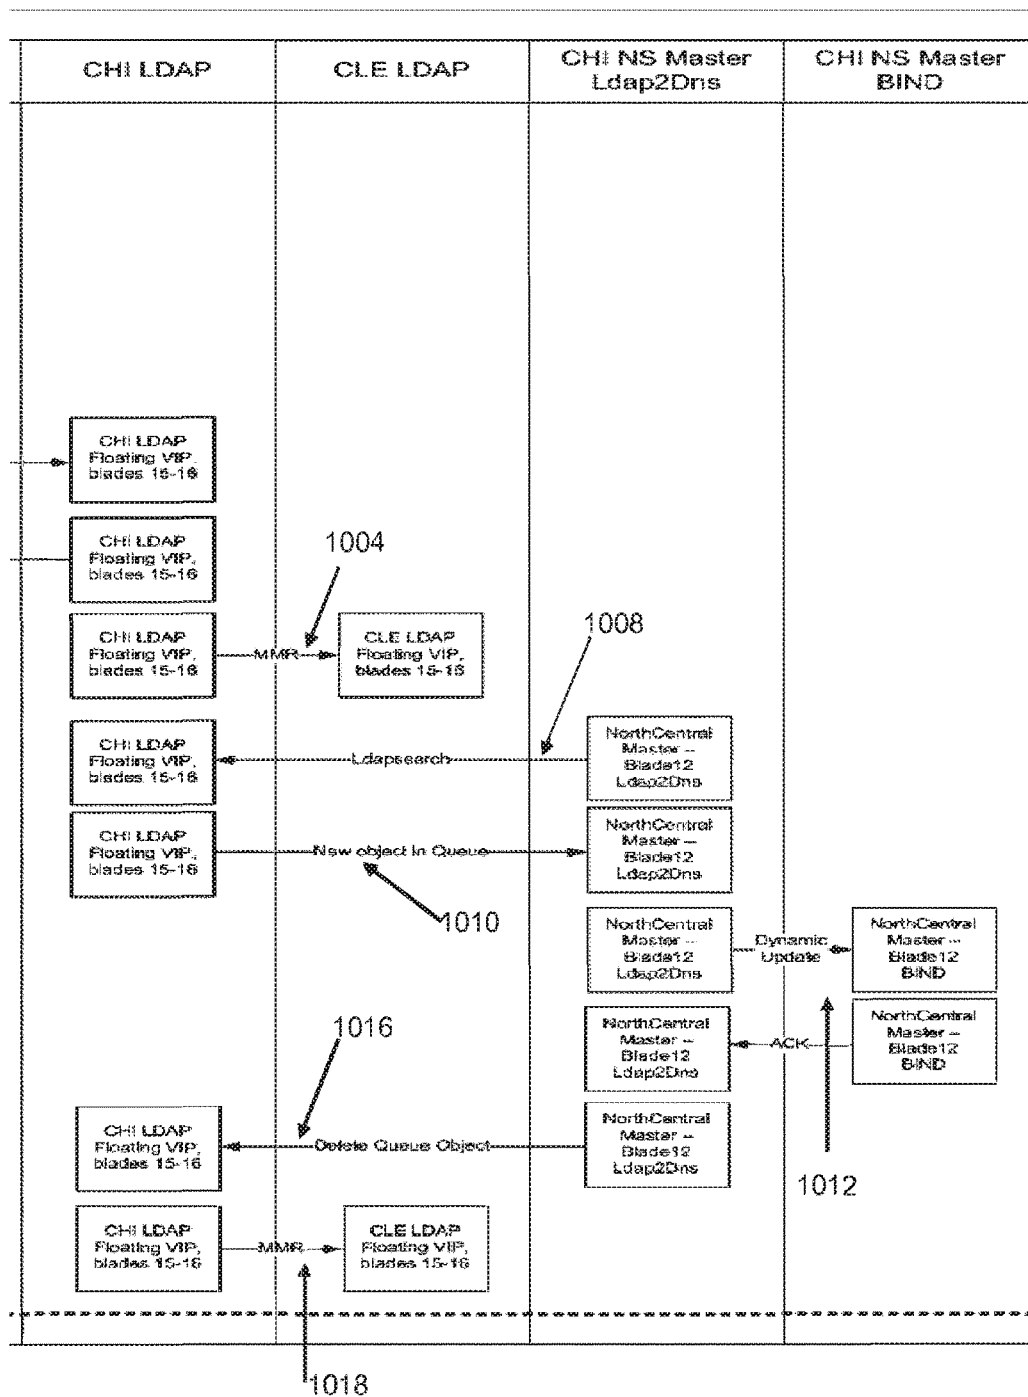 CHI LDAP
CLE LDAP
CHI NS Master
Ldap2Dns
CHI NS Master
BIND
CHI LDAP
Floating VIP,
blades 15-16
CHI LDAP
Floating VIP,
blades 15-16
1004
CHI LDAP
Floating VIP,
blades 15-16
MMR
CLE LDAP
Floating VIP,
blades 15-16
1008
CHI LDAP
Floating VIP,
blades 15-16
Ldapsearch
NorthCentral
Master --
Blade12
Ldap2Dns
CHI LDAP
Floating VIP,
blades 15-16
New object in Queue
NorthCentral
Master --
Blade12
Ldap2Dns
1010
NorthCentral
Master --
Blade12
Ldap2Dns
Dynamic
Update
NorthCentral
Master --
Blade12
BIND
1016
NorthCentral
Master --
Blade12
Ldap2Dns
ACK
NorthCentral
Master --
Blade12
BIND
CHI LDAP
Floating VIP,
blades 15-16
Delete Queue Object
NorthCentral
Master --
Blade12
Ldap2Dns
1012
CHI LDAP
Floating VIP,
blades 15-16
MMR
CLE LDAP
Floating VIP,
blades 15-16
1018